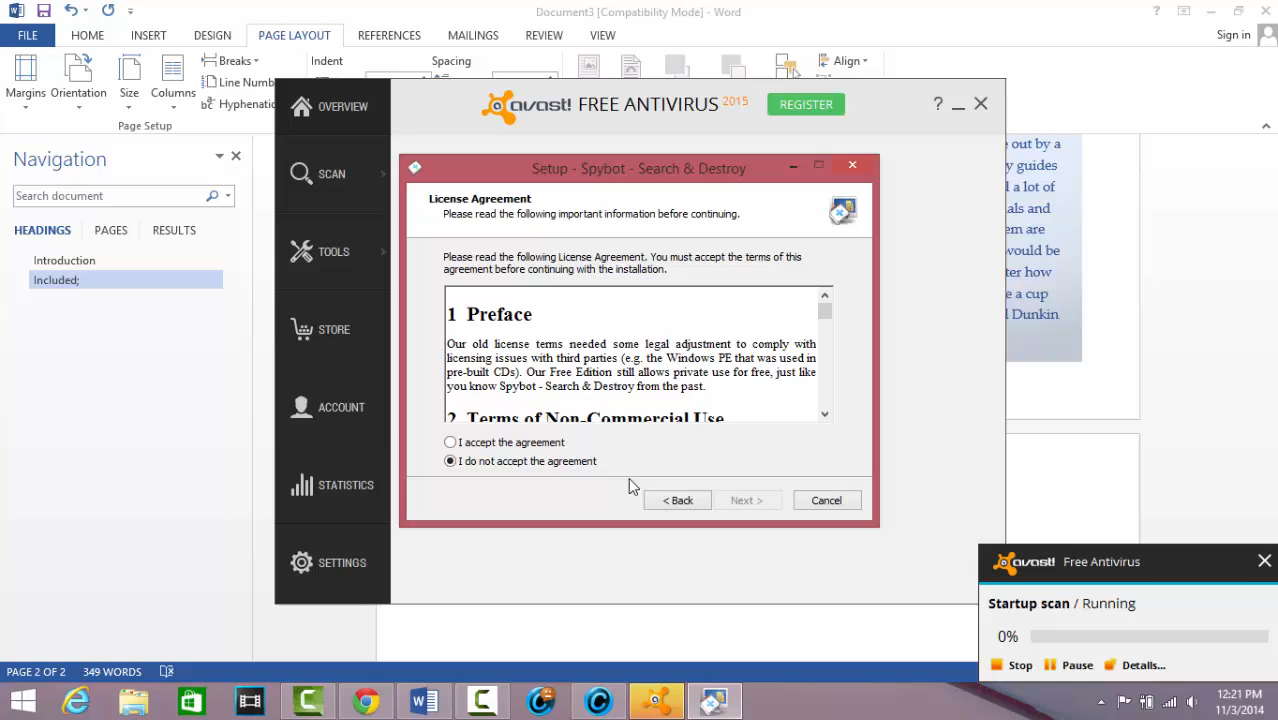 Document3 [Compatibility Mode] - Word
FILE HOME INSERT DESIGN PAGE LAYOUT REFERENCES MAILINGS REVIEW VIEW Sign in
Margins Orientation Size Columns
Breaks
Line Numb
Hyphenatio
Page Setup
Indent Spacing
Align
Navigation
Search document
HEADINGS PAGES RESULTS
Introduction
Included;
OVERVIEW
SCAN
TOOLS
STORE
ACCOUNT
STATISTICS
SETTINGS
avast! FREE ANTIVIRUS 2015 REGISTER
Setup - Spybot - Search & Destroy
License Agreement
Please read the following important information before continuing.
Please read the following License Agreement. You must accept the terms of this
agreement before continuing with the installation.
1 Preface
Our old license terms needed some legal adjustment to comply with
licensing issues with third parties (e.g. the Windows PE that was used in
pre-built CDs). Our Free Edition still allows private use for free, just like
you know Spybot - Search & Destroy from the past.
2 Terms of Non-Commercial Use
I accept the agreement
I do not accept the agreement
< Back Next > Cancel
out by a
y guides
d a lot of
als and
em are
would be
ter how
e a cup
Dunkin
avast! Free Antivirus
Startup scan / Running
0%
Stop Pause Details...
PAGE 2 OF 2 349 WORDS
12:21 PM
11/3/2014